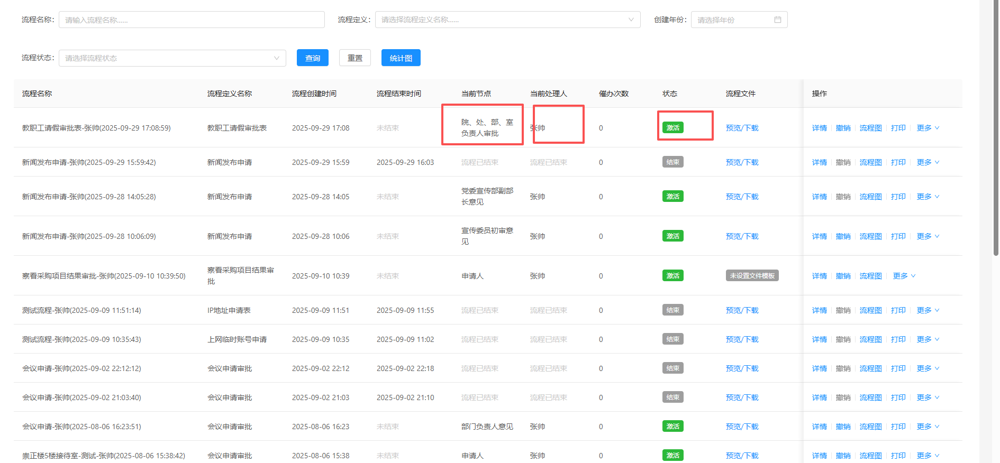 流程名称： 请输入流程名称...... 流程定义： 请选择流程定义名称...... 创建年份： 请选择年份
流程状态： 请选择流程状态 查询 重置 统计图
流程名称 流程定义名称 流程创建时间 流程结束时间 当前节点 当前处理人 催办次数 状态 流程文件 操作
教职工请假审批表-张帅(2025-09-29 17:08:59) 教职工请假审批表 2025-09-29 17:08 未结束 院、处、部、室 张帅 0 激活 预览/下载 详情 撤销 流程图 打印 更多
负责人审批
新闻发布申请-张帅(2025-09-29 15:59:42) 新闻发布申请 2025-09-29 15:59 2025-09-29 16:03 流程已结束 流程已结束 0 结束 预览/下载 详情 撤销 流程图 打印 更多
新闻发布申请-张帅(2025-09-28 14:05:28) 新闻发布申请 2025-09-28 14:05 未结束 党委宣传部副部 张帅 0 激活 预览/下载 详情 撤销 流程图 打印 更多
长意见
新闻发布申请-张帅(2025-09-28 10:06:09) 新闻发布申请 2025-09-28 10:06 未结束 宣传委员初审意 张帅 0 激活 预览/下载 详情 撤销 流程图 打印 更多
见
察看采购项目结果审批-张帅(2025-09-10 10:39:50) 察看采购项目结果审 2025-09-10 10:39 未结束 申请人 张帅 0 激活 未设置文件模板 详情 撤销 流程图 更多
批
测试流程-张帅(2025-09-09 11:51:14) IP地址申请表 2025-09-09 11:51 2025-09-09 11:55 流程已结束 流程已结束 0 结束 预览/下载 详情 撤销 流程图 打印 更多
测试流程-张帅(2025-09-09 10:35:43) 上网临时账号申请 2025-09-09 10:35 2025-09-09 11:02 流程已结束 流程已结束 0 结束 预览/下载 详情 撤销 流程图 打印 更多
会议申请-张帅(2025-09-02 22:12:12) 会议申请审批 2025-09-02 22:12 2025-09-02 22:18 流程已结束 流程已结束 0 结束 预览/下载 详情 撤销 流程图 打印 更多
会议申请-张帅(2025-09-02 21:03:40) 会议申请审批 2025-09-02 21:03 2025-09-02 21:10 流程已结束 流程已结束 0 结束 预览/下载 详情 撤销 流程图 打印 更多
会议申请-张帅(2025-08-06 16:23:51) 会议申请审批 2025-08-06 16:23 未结束 部门负责人意见 张帅 0 激活 预览/下载 详情 撤销 流程图 打印 更多
崇正楼5楼接待室-测试-张帅(2025-08-06 15:38:42) 会议申请审批 2025-08-06 15:38 未结束 申请人 张帅 0 激活 预览/下载 详情 撤销 流程图 打印 更多